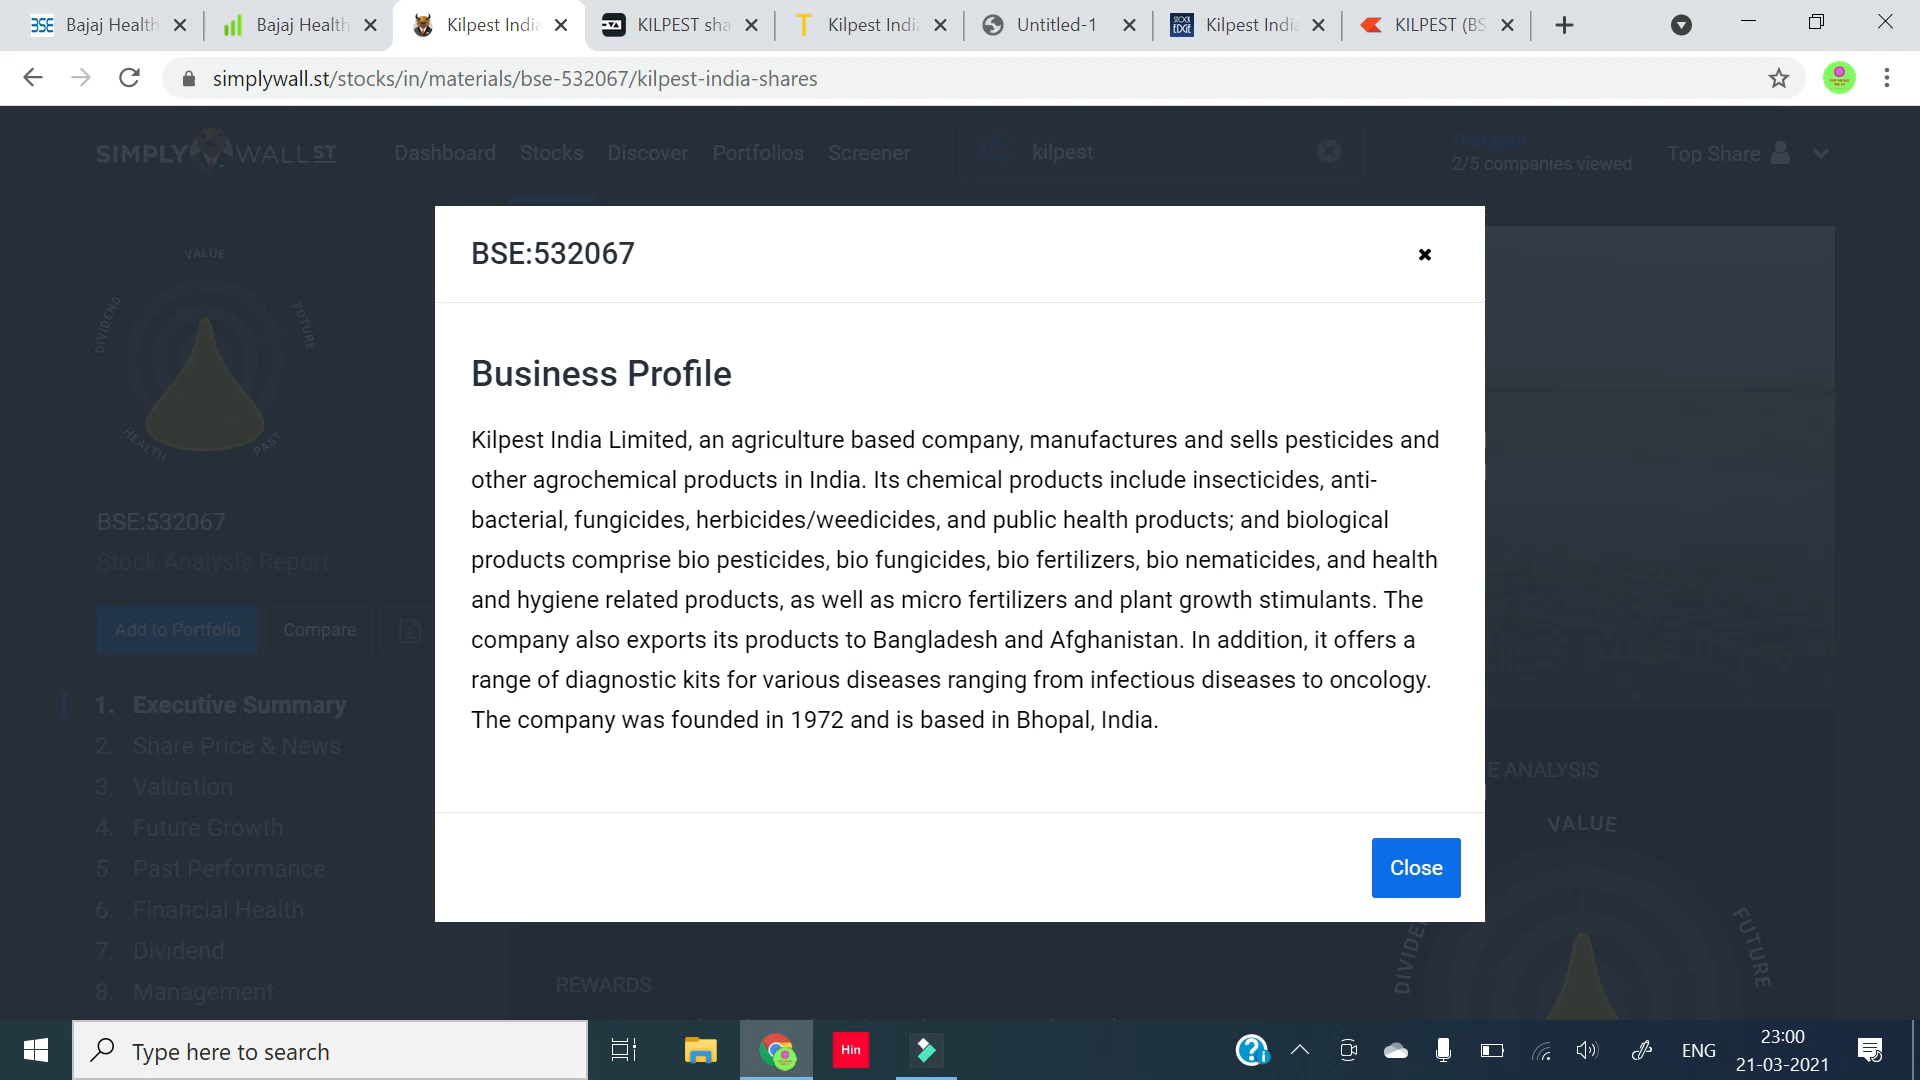 Bajaj Health
Bajaj Health
Kilpest India
KILPEST sha
Kilpest India
Untitled-1
Kilpest India
KILPEST (BS
simplywall.st/stocks/in/materials/bse-532067/kilpest-india-shares
SIMPLY WALL ST
Dashboard
Stocks
Discover
Portfolios
Screener
kilpest
2/5 companies viewed
Top Share
VALUE
FUTURE
PAST
HEALTH
DIVIDEND
BSE:532067
Stock Analysis Report
Add to Portfolio
Compare
1. Executive Summary
2. Share Price & News
3. Valuation
4. Future Growth
5. Past Performance
6. Financial Health
7. Dividend
8. Management
BSE:532067
Business Profile
Kilpest India Limited, an agriculture based company, manufactures and sells pesticides and
other agrochemical products in India. Its chemical products include insecticides, anti-
bacterial, fungicides, herbicides/weedicides, and public health products; and biological
products comprise bio pesticides, bio fungicides, bio fertilizers, bio nematicides, and health
and hygiene related products, as well as micro fertilizers and plant growth stimulants. The
company also exports its products to Bangladesh and Afghanistan. In addition, it offers a
range of diagnostic kits for various diseases ranging from infectious diseases to oncology.
The company was founded in 1972 and is based in Bhopal, India.
Close
E ANALYSIS
VALUE
FUTURE
DIVIDEN
REWARDS
Type here to search
Hin
ENG
23:00
21-03-2021